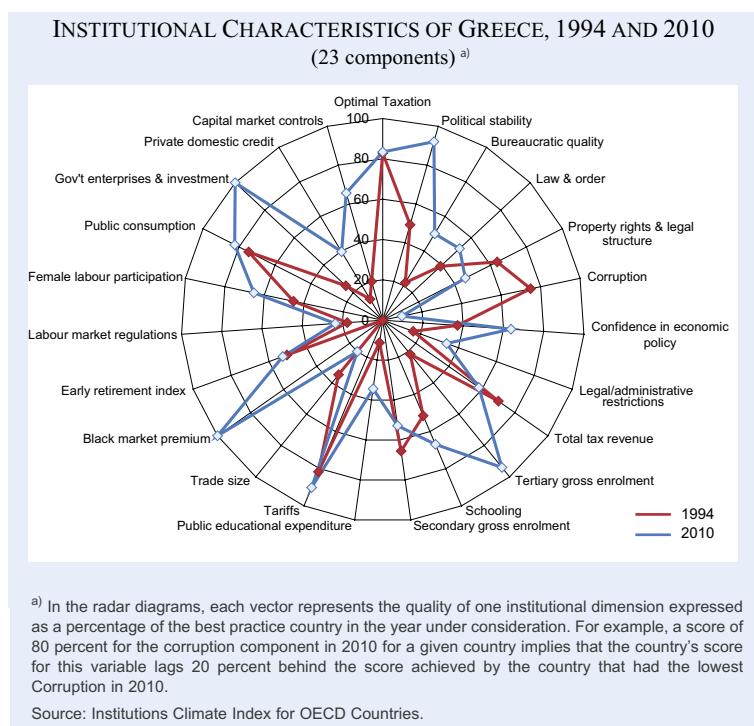 INSTITUTIONAL CHARACTERISTICS OF GREECE, 1994 AND 2010
(23 components) a)
Optimal Taxation
Political stability
Bureaucratic quality
Law & order
Property rights & legal
structure
Corruption
Confidence in economic
policy
Legal/administrative
restrictions
Total tax revenue
Tertiary gross enrolment
Schooling
Secondary gross enrolment
Public educational expenditure
Tariffs
Trade size
Black market premium
Early retirement index
Labour market regulations
Female labour participation
Public consumption
Gov't enterprises & investment
Private domestic credit
Capital market controls
100
80
60
40
20
0
1994
2010
a) In the radar diagrams, each vector represents the quality of one institutional dimension expressed
as a percentage of the best practice country in the year under consideration. For example, a score of
80 percent for the corruption component in 2010 for a given country implies that the country's score
for this variable lags 20 percent behind the score achieved by the country that had the lowest
Corruption in 2010.
Source: Institutions Climate Index for OECD Countries.